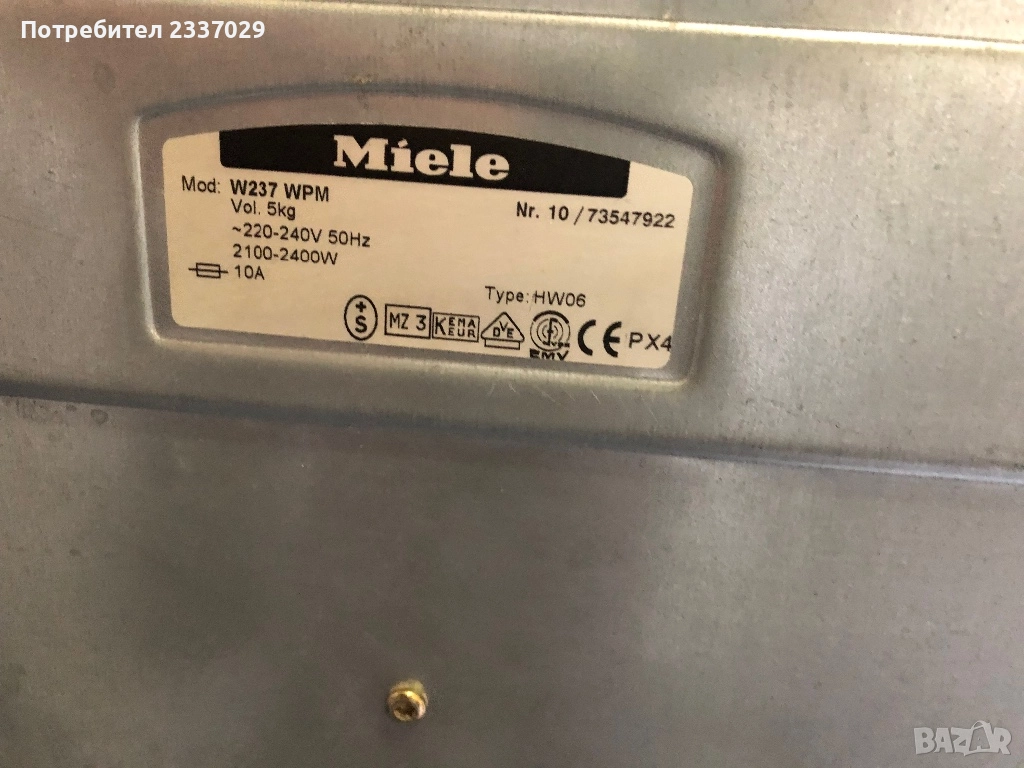 Потребител 2337029
Miele
Mod: W237 WPM
Vol. 5kg
Nr. 10 / 73547922
~220-240V 50Hz
2100-2400W
10A
Type: HW06
+
S
MZ 3
KEMA
KEUR
DVE
EMV
CE
PX4
BAZAR